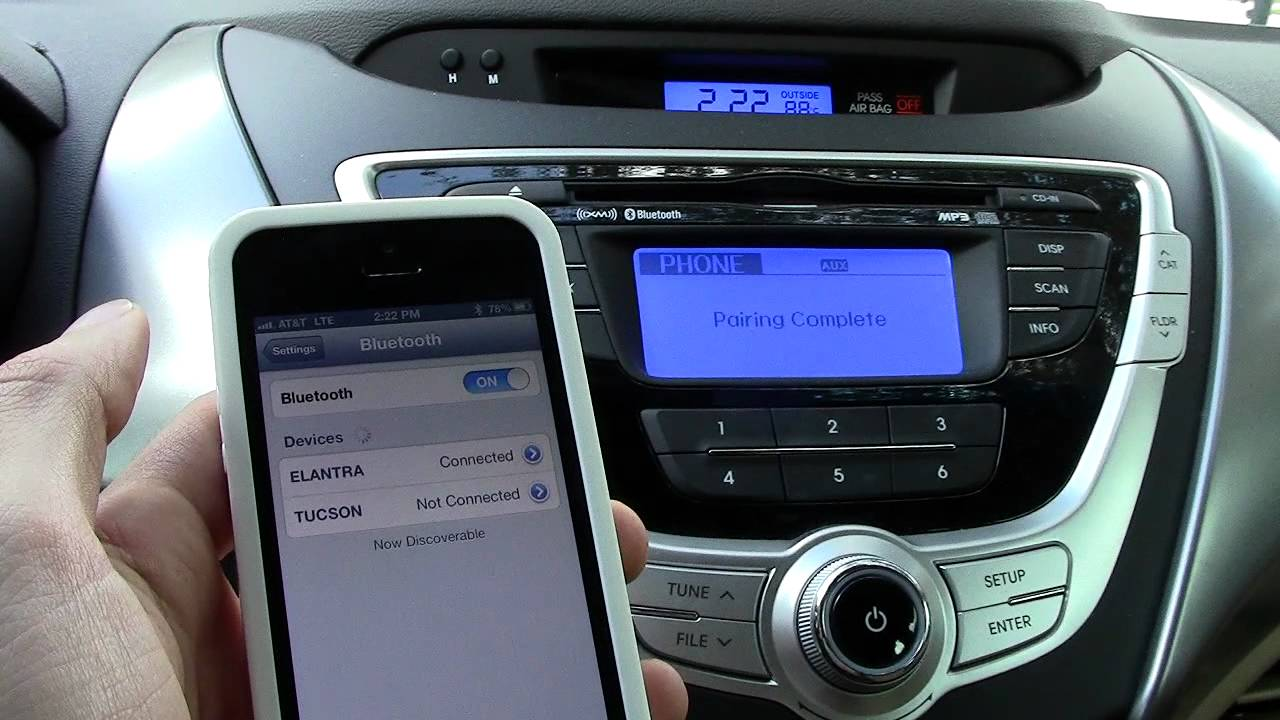 H M
2:22 OUTSIDE 88°C
PASS AIR BAG OFF
CD-IN
((XM)) Bluetooth MP3
PHONE AUX
Pairing Complete
DISP
SCAN
INFO
CAT
FLDR
1 2 3
4 5 6
TUNE
FILE
SETUP
ENTER
AT&T LTE 2:22 PM 78%
Settings Bluetooth
Bluetooth ON
Devices
ELANTRA Connected
TUCSON Not Connected
Now Discoverable